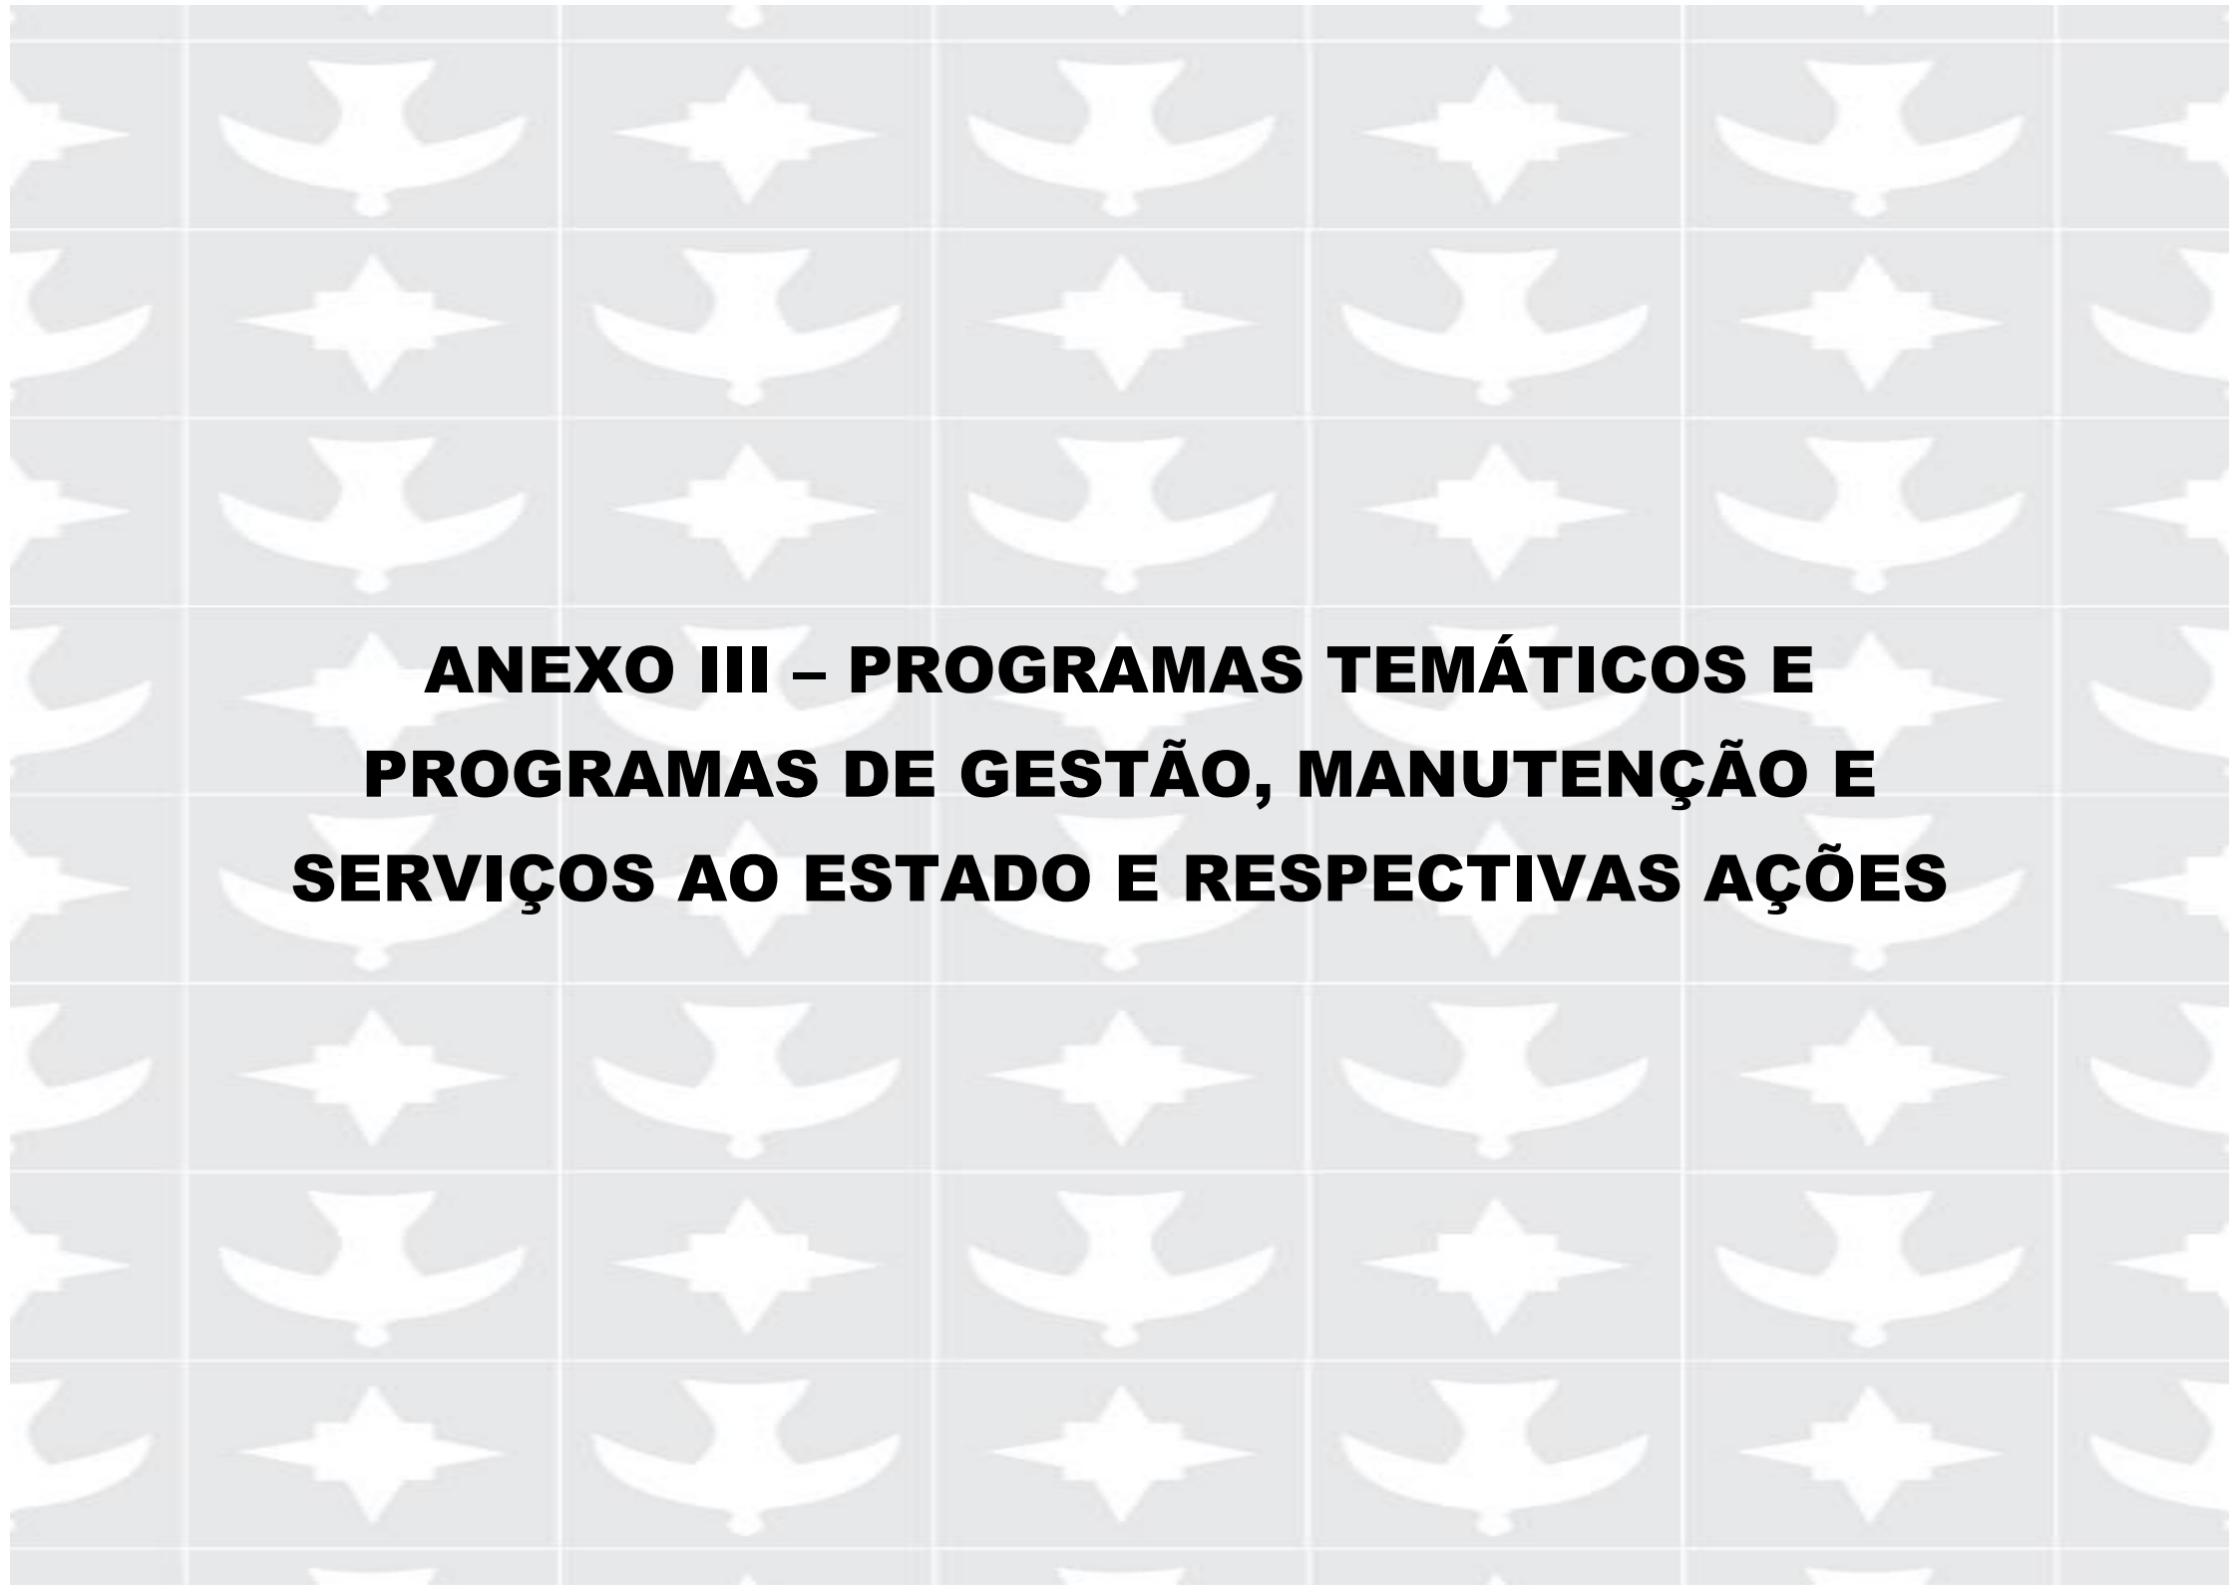 ANEXO III – PROGRAMAS TEMÁTICOS E
PROGRAMAS DE GESTÃO, MANUTENÇÃO E
SERVIÇOS AO ESTADO E RESPECTIVAS AÇÕES